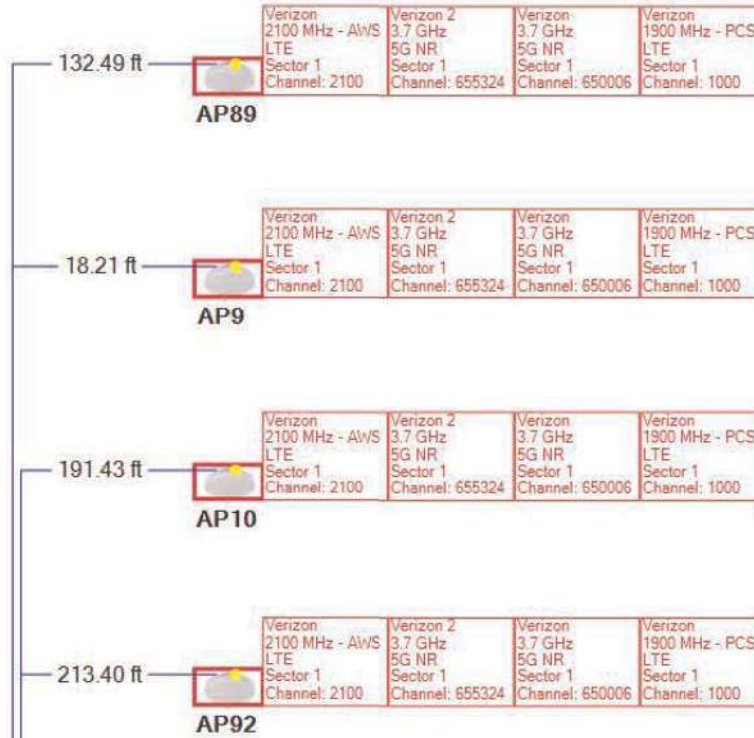 Verizon
2100 MHz - AWS
LTE
Sector 1
Channel: 2100
Verizon 2
3.7 GHz
5G NR
Sector 1
Channel: 655324
Verizon
3.7 GHz
5G NR
Sector 1
Channel: 650006
Verizon
1900 MHz - PCS
LTE
Sector 1
Channel: 1000
132.49 ft
AP89
Verizon
2100 MHz - AWS
LTE
Sector 1
Channel: 2100
Verizon 2
3.7 GHz
5G NR
Sector 1
Channel: 655324
Verizon
3.7 GHz
5G NR
Sector 1
Channel: 650006
Verizon
1900 MHz - PCS
LTE
Sector 1
Channel: 1000
18.21 ft
AP9
Verizon
2100 MHz - AWS
LTE
Sector 1
Channel: 2100
Verizon 2
3.7 GHz
5G NR
Sector 1
Channel: 655324
Verizon
3.7 GHz
5G NR
Sector 1
Channel: 650006
Verizon
1900 MHz - PCS
LTE
Sector 1
Channel: 1000
191.43 ft
AP10
Verizon
2100 MHz - AWS
LTE
Sector 1
Channel: 2100
Verizon 2
3.7 GHz
5G NR
Sector 1
Channel: 655324
Verizon
3.7 GHz
5G NR
Sector 1
Channel: 650006
Verizon
1900 MHz - PCS
LTE
Sector 1
Channel: 1000
213.40 ft
AP92